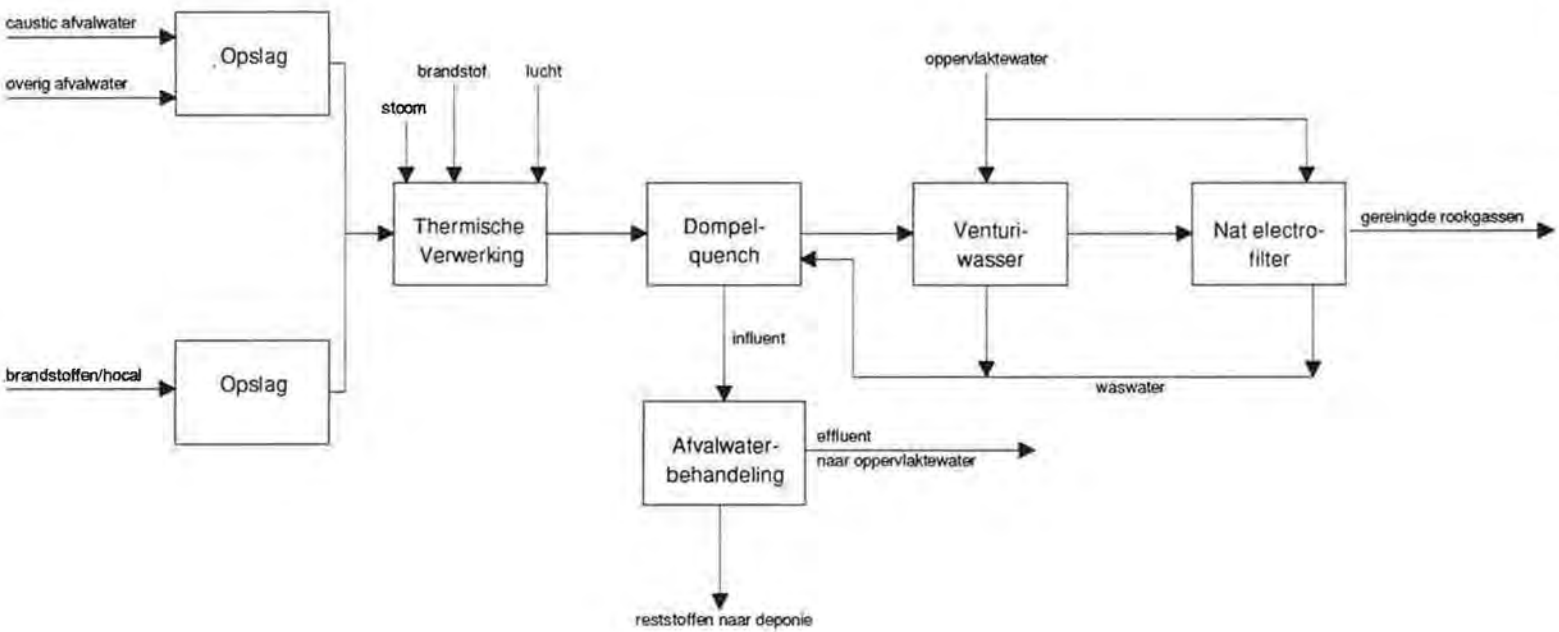 caustic afvalwater
overig afvalwater
Opslag
brandstof
lucht
stoom
oppervlaktewater
Thermische
Verwerking
Dompel-
quench
Venturi-
wasser
Nat electro-
filter
gereinigde rookgassen
brandstoffen/hocal
Opslag
influent
waswater
Afvalwater-
behandeling
effluent
naar oppervlaktewater
reststoffen naar deponie